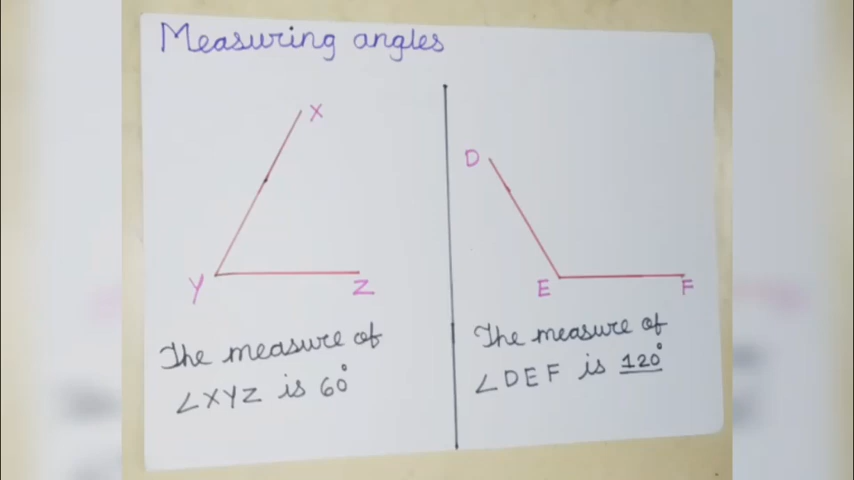 Measuring angles
X
Y
Z
The measure of
∠XYZ is 60°
D
E
F
The measure of
∠DEF is 120°